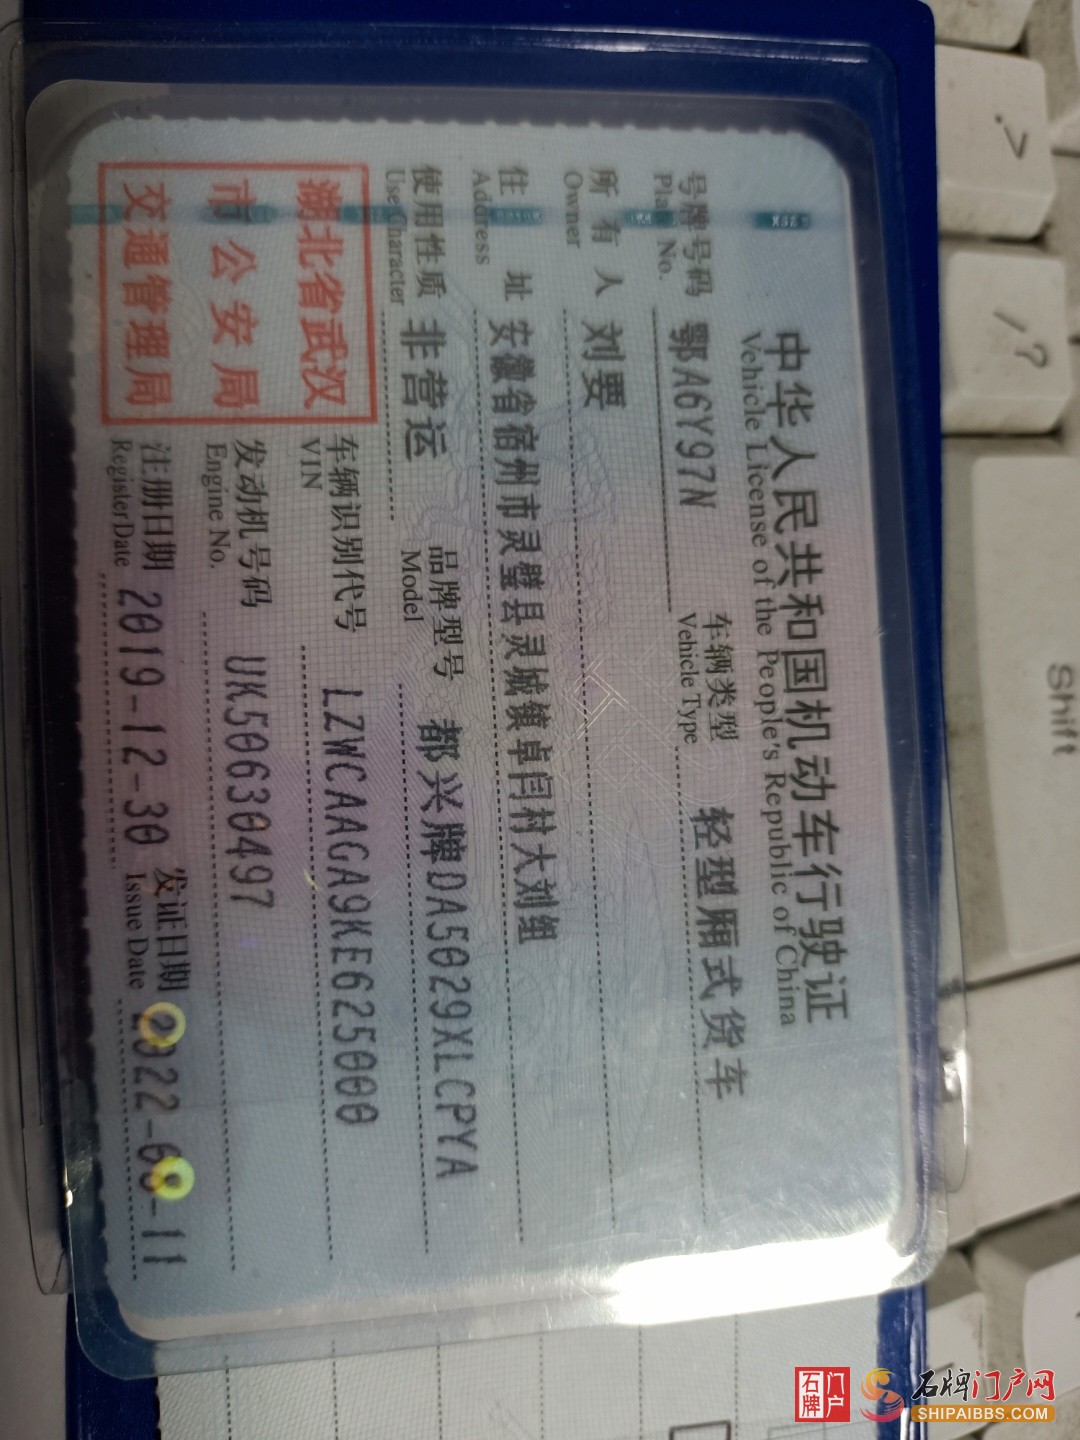 中华人民共和国机动车行驶证
Vehicle License of the People's Republic of China
号牌号码 鄂A6Y97N 车辆类型 轻型厢式货车
Plate No. Vehicle Type
所有人 刘要
Owner
住址 安徽省宿州市灵璧县灵城镇卓闫村大刘组
Address
使用性质 非营运 品牌型号 都兴牌DA5029XLCPYA
Use Character Model
湖北省武汉
市公安局
交通管理局
车辆识别代号 LZWCAAGA9KE625000
VIN
发动机号码 UK50630497
Engine No.
注册日期 2019-12-30 发证日期 2022-08-11
Register Date Issue Date
.>
/?
Shift
石牌门户
石牌门户网
SHIPAIBBS.COM